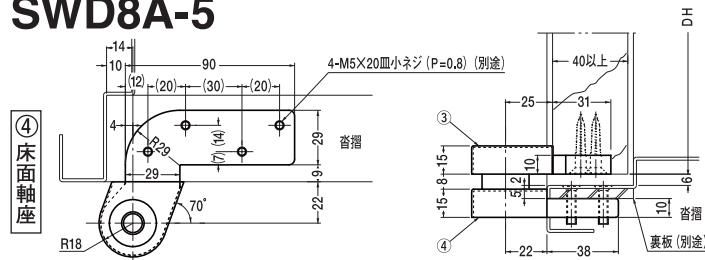 SWD8A-5
14
10
90
(12)
(20)
(30)
(20)
4-M5×20皿小ネジ (P=0.8) (別途)
④床面軸座
4
R29
(14)
(7)
29
9
沓摺
29
22
70°
R18
DH
40以上
25
31
③
15
10
8
2
5
6
15
10
沓摺
④
22
38
裏板 (別途)